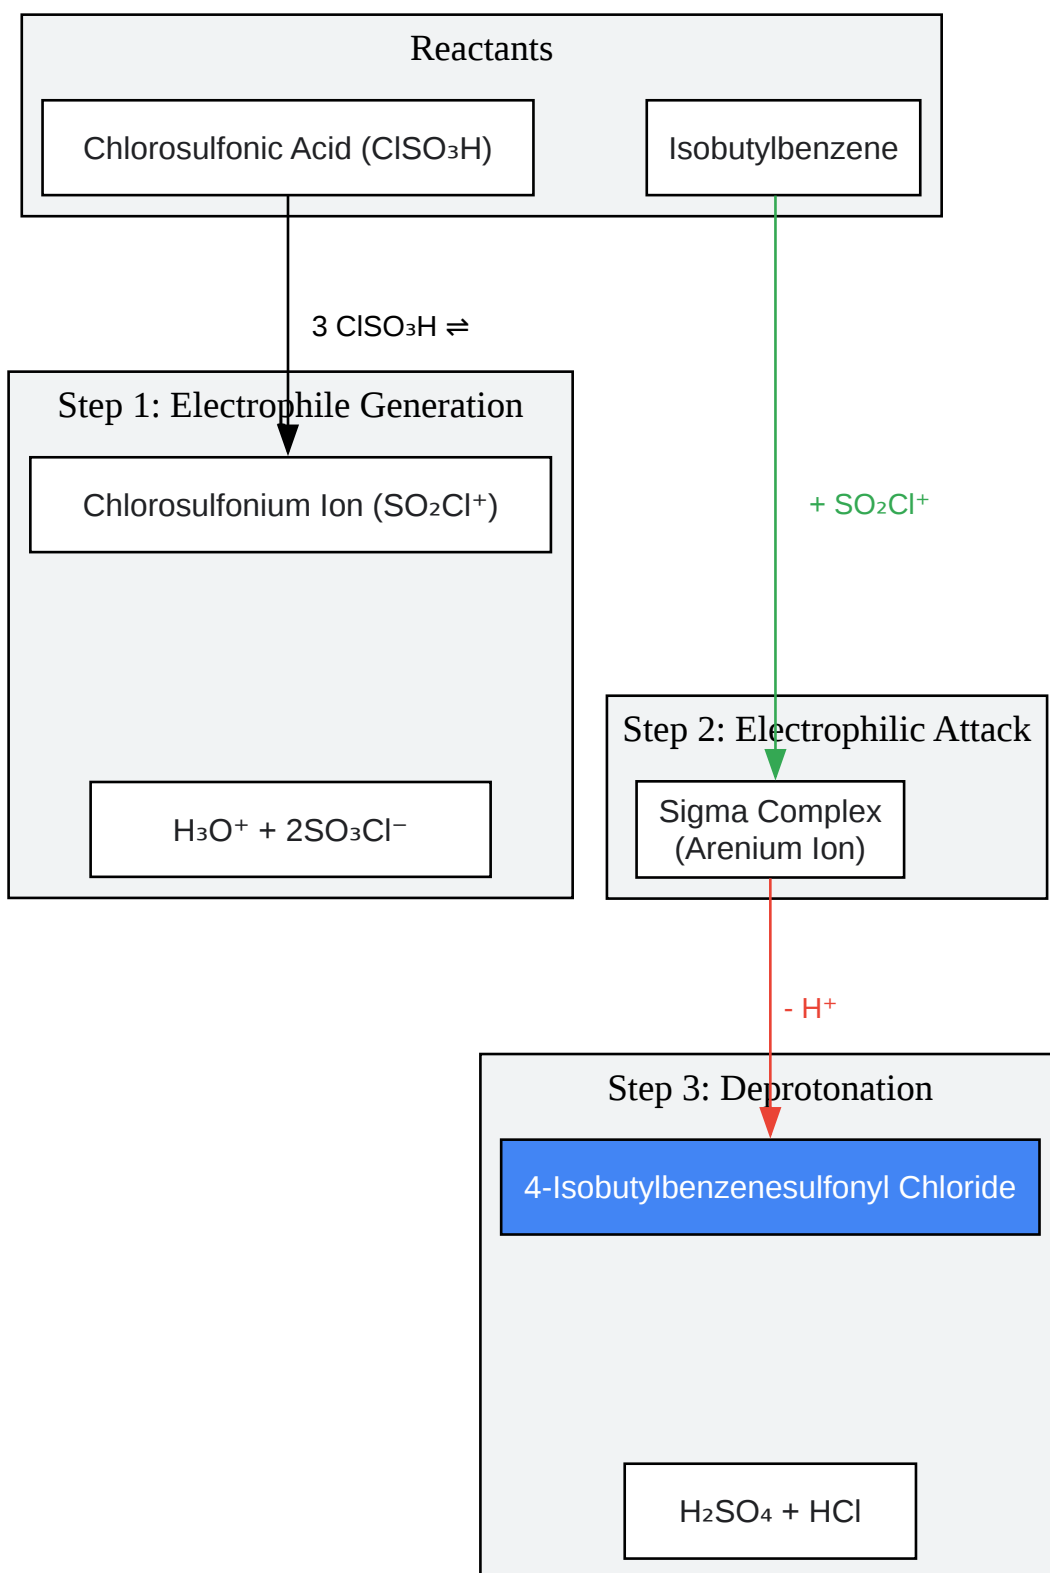 Reactants
Chlorosulfonic Acid (ClSO₃H)
Isobutylbenzene
3 ClSO₃H ⇌
Step 1: Electrophile Generation
Chlorosulfonium Ion (SO₂Cl⁺)
+ SO₂Cl⁺
Step 2: Electrophilic Attack
Sigma Complex
(Arenium Ion)
H₃O⁺ + 2SO₃Cl⁻
- H⁺
Step 3: Deprotonation
4-Isobutylbenzenesulfonyl Chloride
H₂SO₄ + HCl